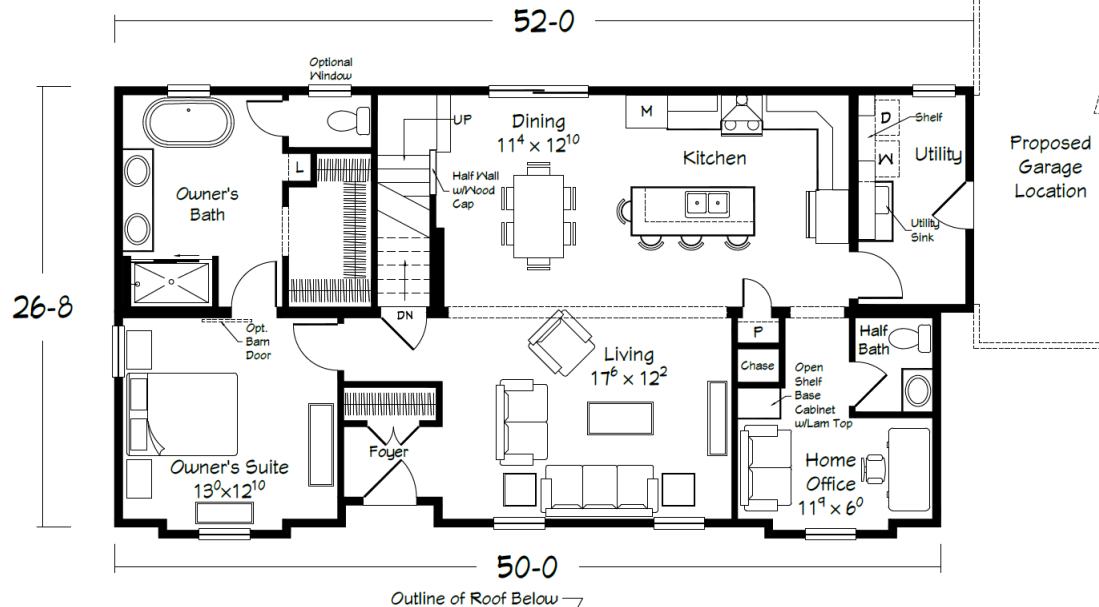 52-0
Optional
Window
UP
Dining
11⁴ x 12¹⁰
M
Kitchen
D
Shelf
Utility
M
Proposed
Garage
Location
L
Half Wall
w/Wood
Cap
Owner's
Bath
Utility
Sink
26-8
DN
Opt.
Barn
Door
Living
17⁶ x 12²
P
Half
Bath
Chase
Open
Shelf
Base
Cabinet
w/Lam Top
Foyer
Owner's Suite
13⁰x12¹⁰
Home
Office
11⁹ x 6⁰
50-0
Outline of Roof Below